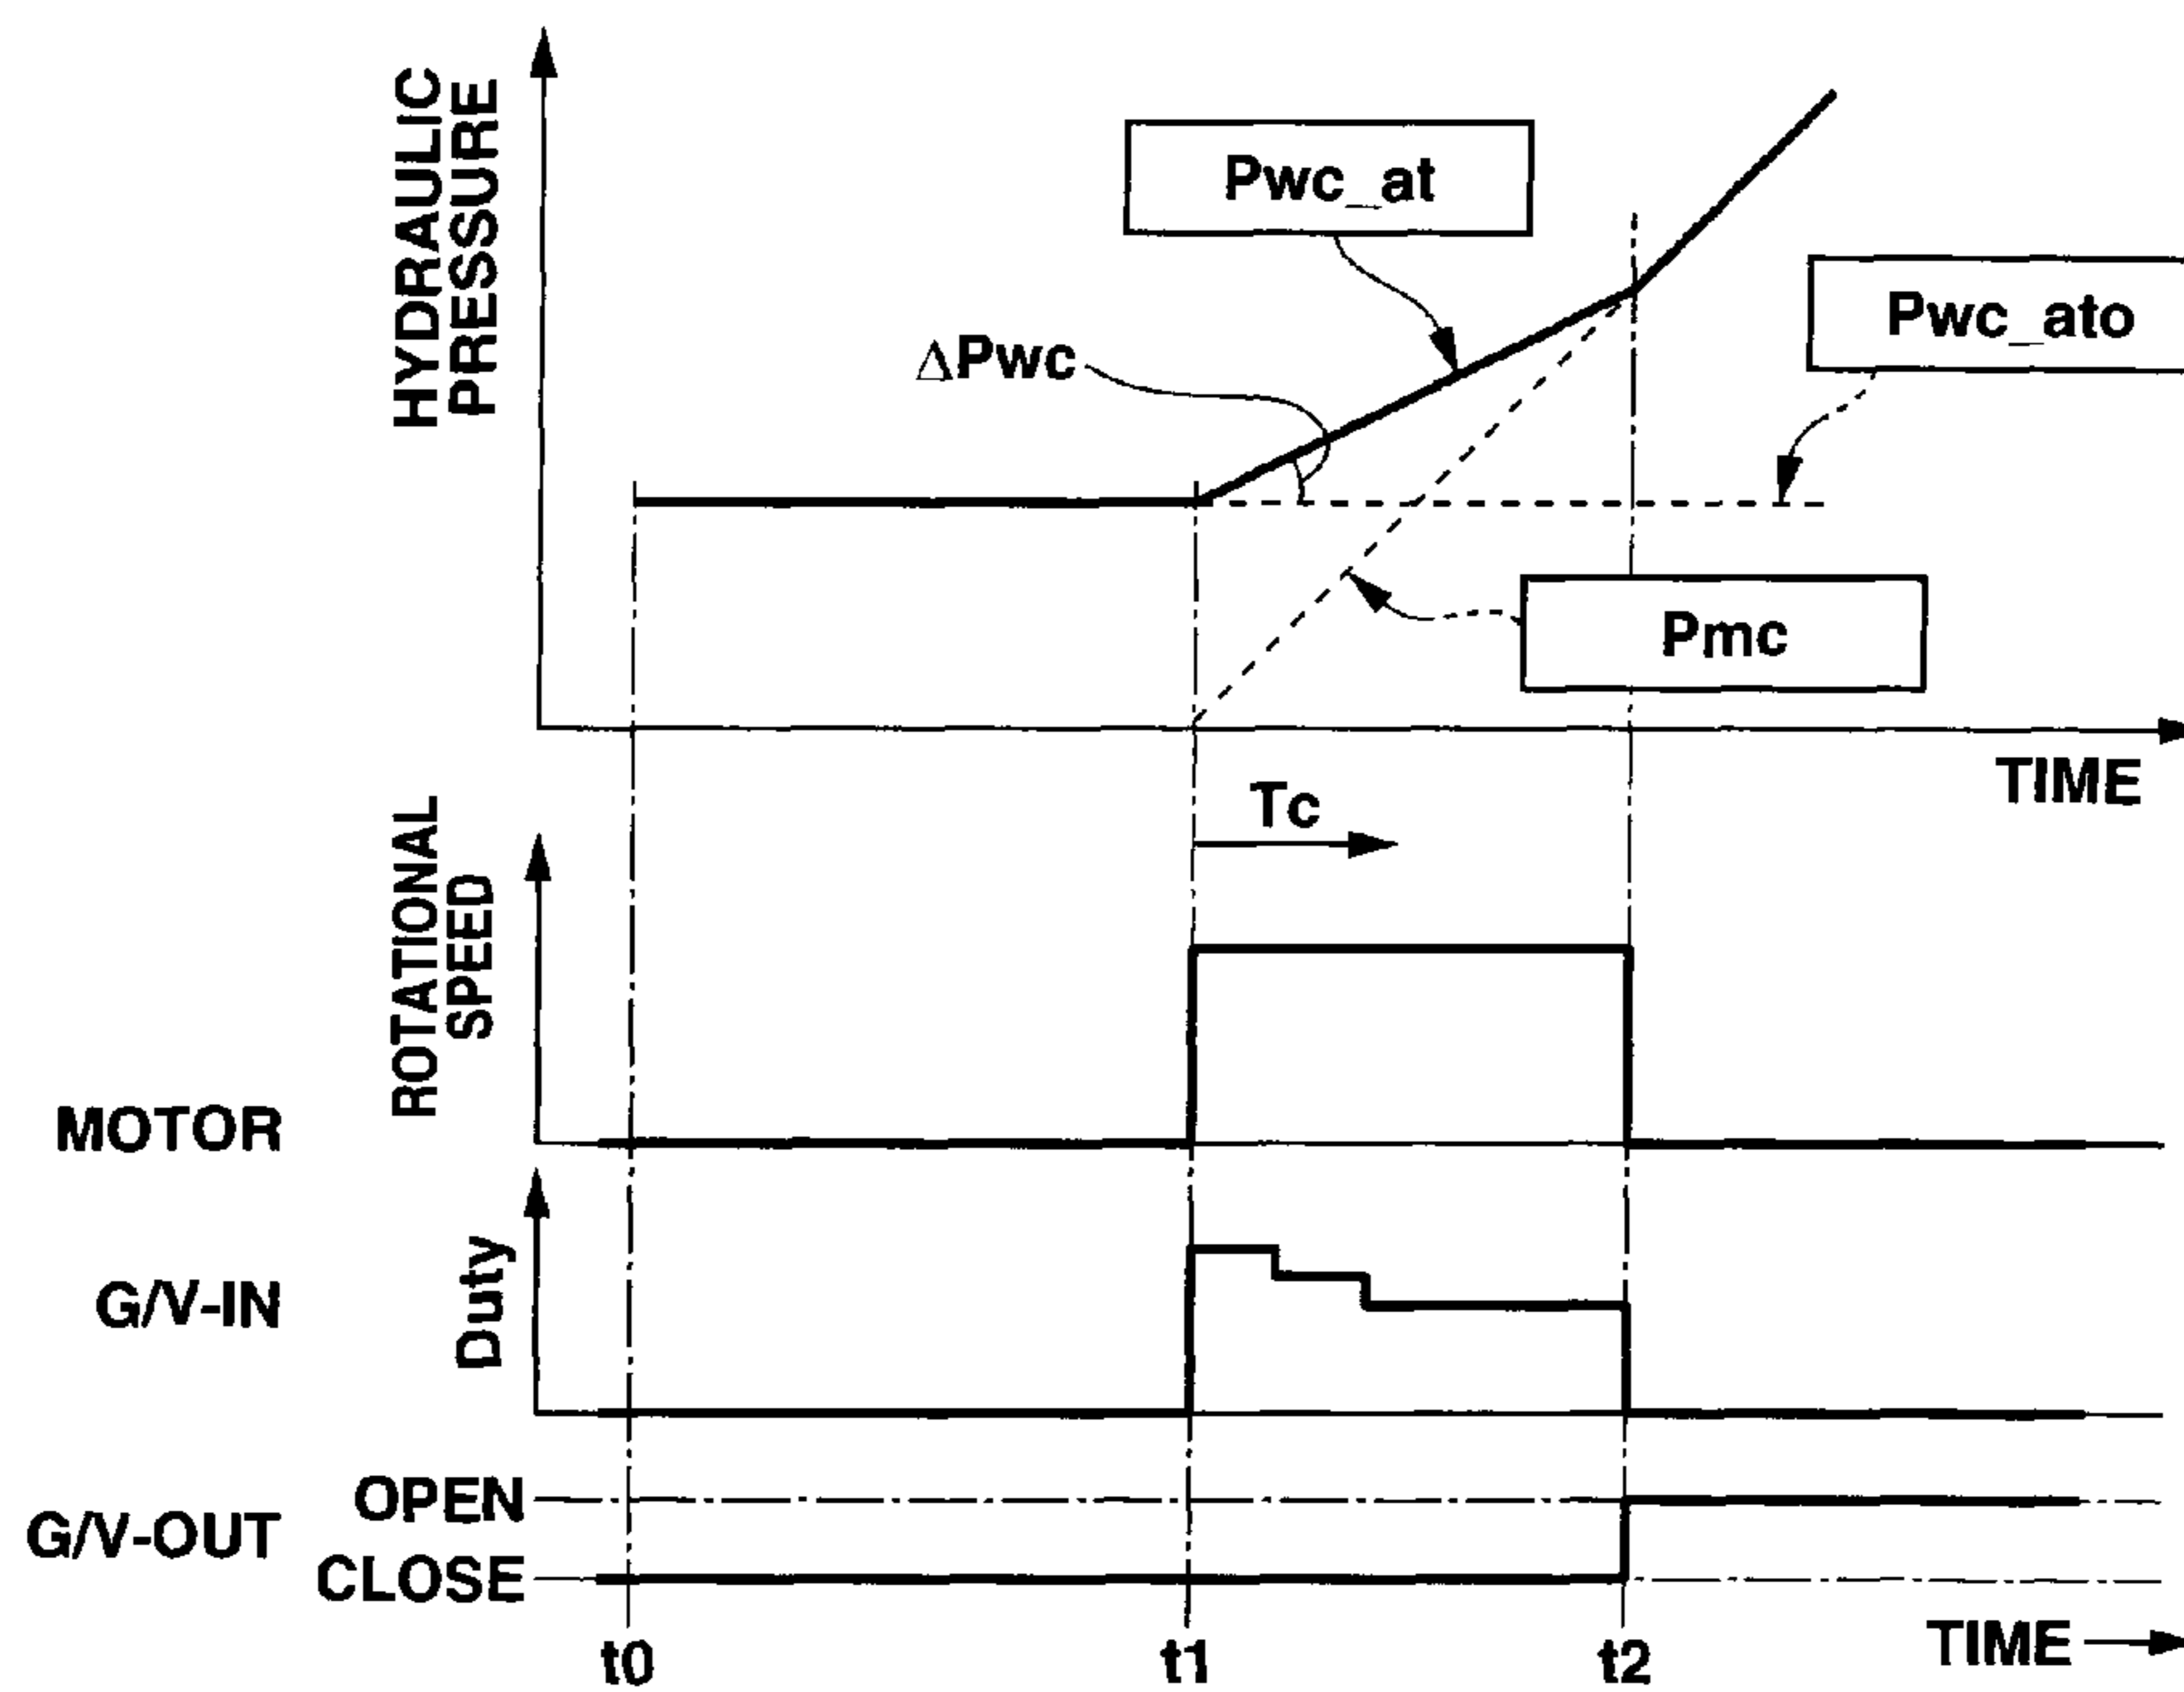 HYDRAULIC
PRESSURE
Pwc_at
Pwc_ato
ΔPwc
Pmc
TIME
Tc
ROTATIONAL
SPEED
MOTOR
Duty
G/V-IN
OPEN
G/V-OUT
CLOSE
TIME
t0
t1
t2